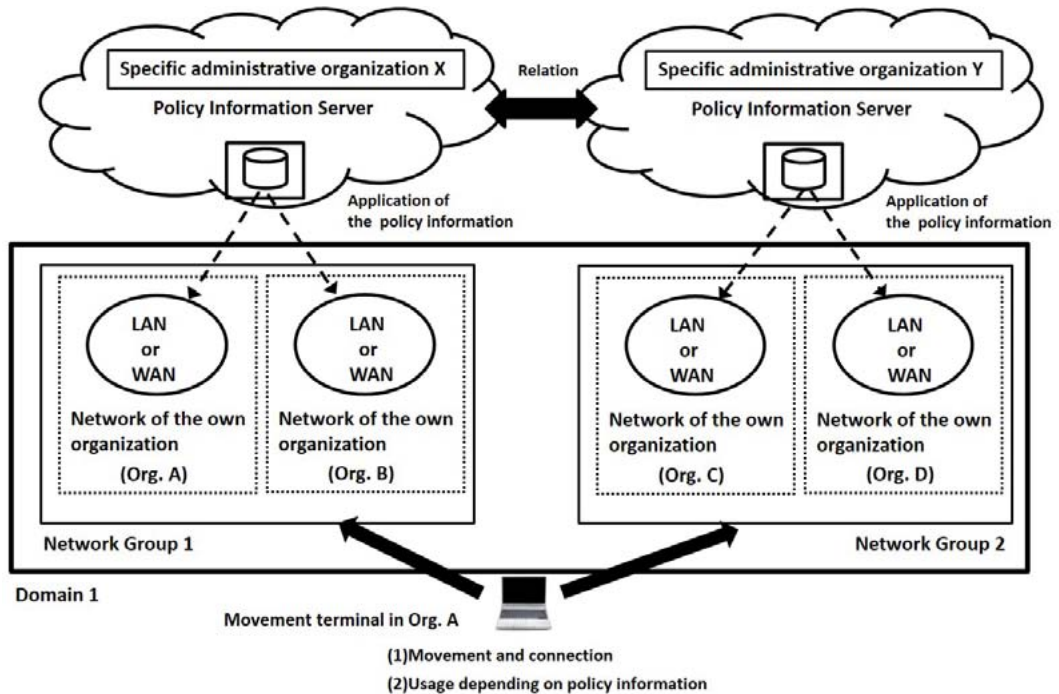 Specific administrative organization X
Policy Information Server
Relation
Specific administrative organization Y
Policy Information Server
Application of
the policy information
Application of
the policy information
LAN
or
WAN
Network of the own
organization
(Org. A)
LAN
or
WAN
Network of the own
organization
(Org. B)
LAN
or
WAN
Network of the own
organization
(Org. C)
LAN
or
WAN
Network of the own
organization
(Org. D)
Network Group 1
Network Group 2
Domain 1
Movement terminal in Org. A
(1)Movement and connection
(2)Usage depending on policy information